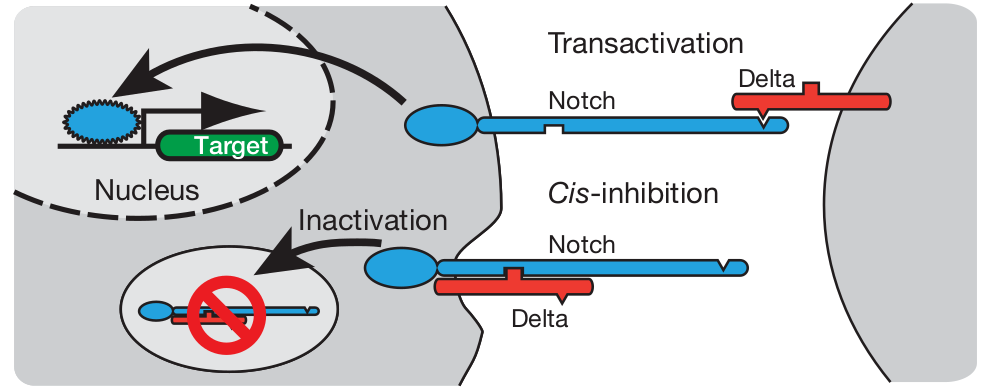 Transactivation
Delta
Notch
Target
Nucleus
Cis-inhibition
Inactivation
Notch
Delta